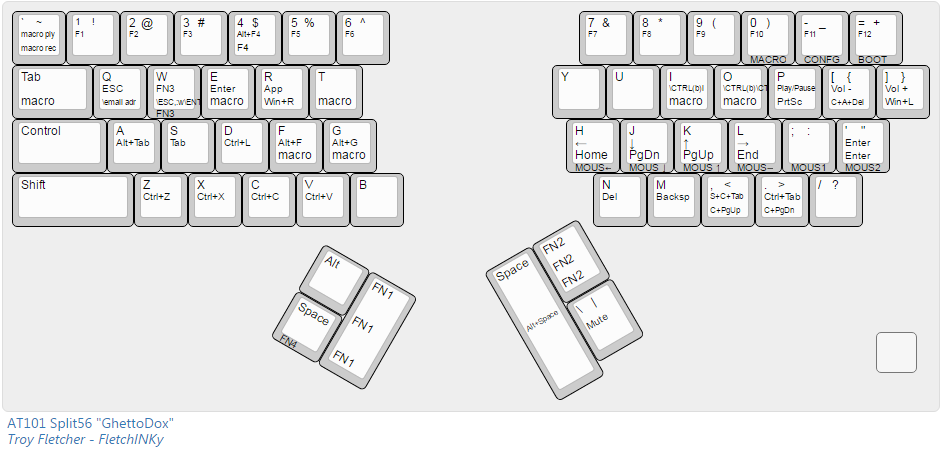 ` ~ 1 ! 2 @ 3 # 4 $ 5 % 6 ^ 7 & 8 * 9 ( 0 ) - _ = +
macro ply F1 F2 F3 Alt+F4 F5 F6 F7 F8 F9 F10 F11 F12
macro rec F4
MACRO CONFG BOOT
Tab Q W E R T Y U I O P [ { ] }
ESC FN3 Enter App \CTRL(b)I \CTRL(b)CT Play/Pause Vol - Vol +
macro \email adr \ESC,:w\ENT macro Win+R macro macro macro PrtSc C+A+Del Win+L
FN3
Control A S D F G H J K L ; : ' "
Alt+Tab Tab Ctrl+L Alt+F Alt+G ← ↓ ↑ → Enter
macro macro Home PgDn PgUp End Enter
MOUS← MOUS ↓ MOUS ↑ MOUS→ MOUS1 MOUS2
Shift Z X C V B N M , < . > / ?
Ctrl+Z Ctrl+X Ctrl+C Ctrl+V Del Backsp S+C+Tab Ctrl+Tab
C+PgUp C+PgDn
Alt
FN1
FN1
FN1
Space
FN4
Space
Alt+Space
FN2
FN2
FN2
\ |
Mute
AT101 Split56 "GhettoDox"
Troy Fletcher - FletchINKy